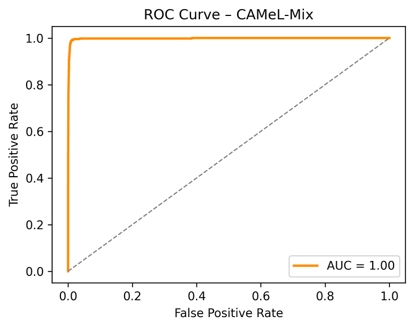 ROC Curve – CAMeL-Mix
True Positive Rate
1.0
0.8
0.6
0.4
0.2
0.0
AUC = 1.00
0.0 0.2 0.4 0.6 0.8 1.0
False Positive Rate